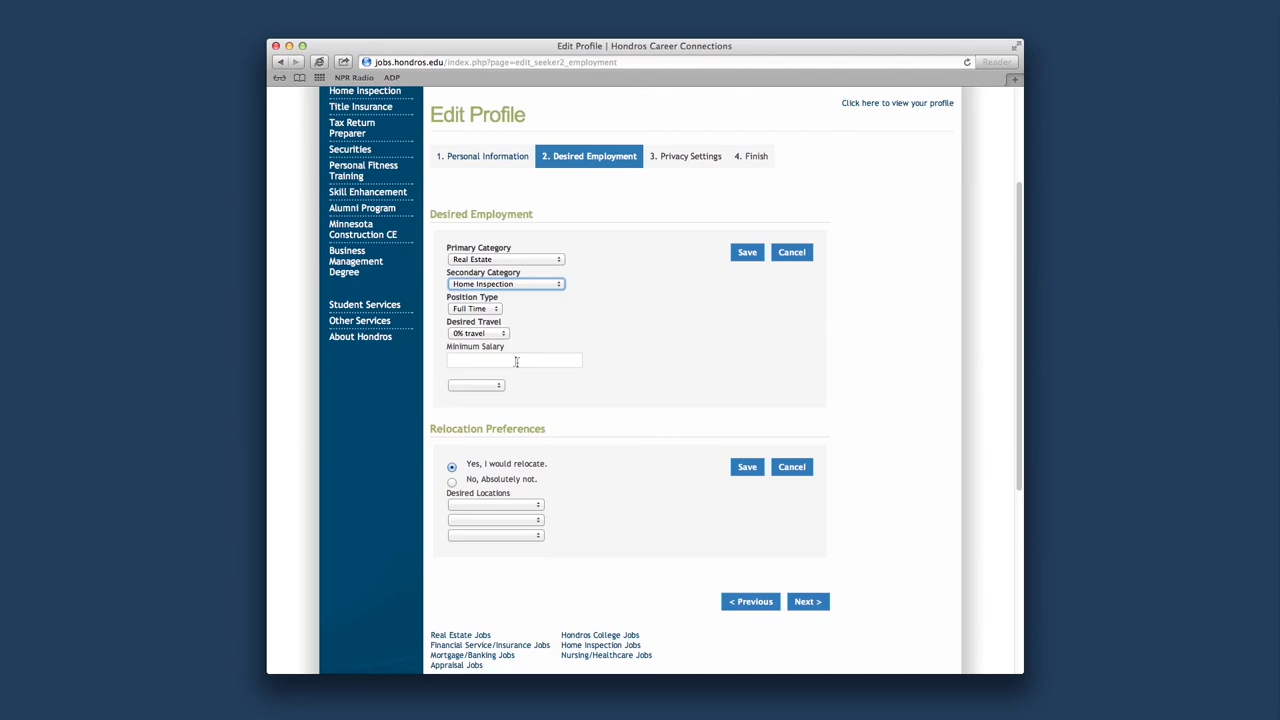 Edit Profile | Hondros Career Connections
jobs.hondros.edu/index.php?page=edit_seeker2_employment
Reader
NPR Radio
ADP
Home Inspection
Title Insurance
Tax Return
Preparer
Securities
Personal Fitness
Training
Skill Enhancement
Alumni Program
Minnesota
Construction CE
Business
Management
Degree
Student Services
Other Services
About Hondros
Click here to view your profile
Edit Profile
1. Personal Information
2. Desired Employment
3. Privacy Settings
4. Finish
Desired Employment
Primary Category
Real Estate
Secondary Category
Home Inspection
Position Type
Full Time
Desired Travel
0% travel
Minimum Salary
Save
Cancel
Relocation Preferences
Yes, I would relocate.
No, Absolutely not.
Desired Locations
Save
Cancel
< Previous
Next >
Real Estate Jobs
Financial Service/Insurance Jobs
Mortgage/Banking Jobs
Appraisal Jobs
Hondros College Jobs
Home Inspection Jobs
Nursing/Healthcare Jobs